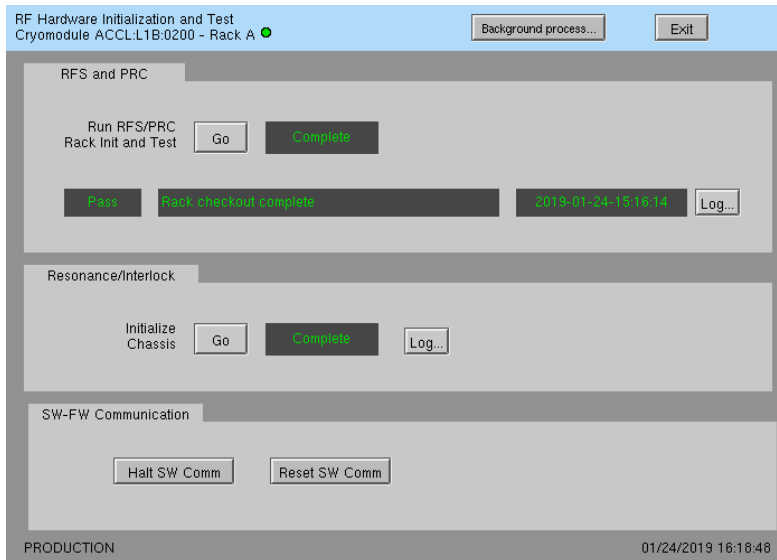 RF Hardware Initialization and Test
Cryomodule ACCL:L1B:0200 - Rack A
Background process...
Exit
RFS and PRC
Run RFS/PRC
Rack Init and Test
Go
Complete
Pass
Rack checkout complete
2019-01-24-15:16:14
Log...
Resonance/Interlock
Initialize
Chassis
Go
Complete
Log...
SW-FW Communication
Halt SW Comm
Reset SW Comm
PRODUCTION
01/24/2019 16:18:48